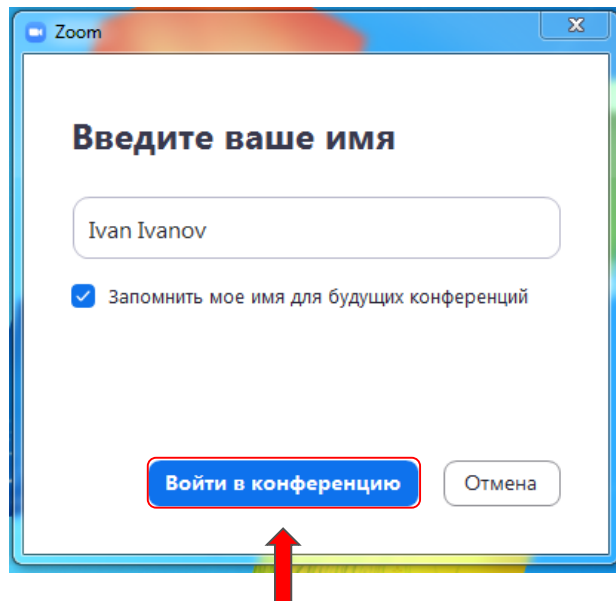 Zoom
Введите ваше имя
Ivan Ivanov
Запомнить мое имя для будущих конференций
Войти в конференцию
Отмена